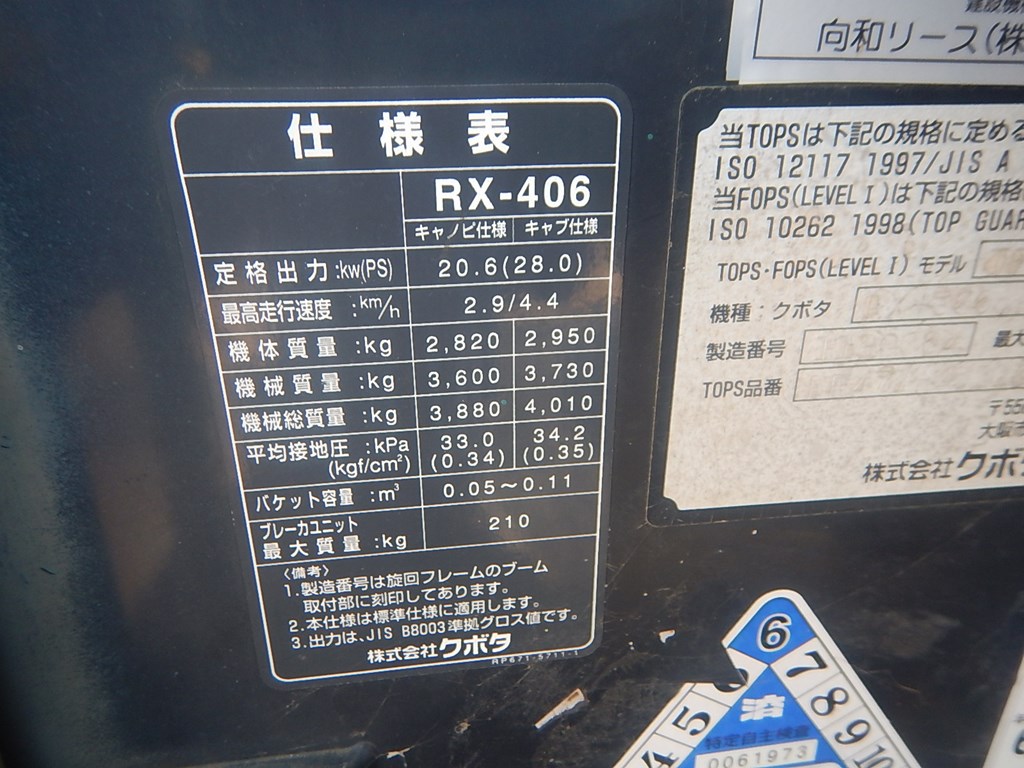 仕様表
RX-406
キャノピ仕様 キャブ仕様
定格出力:kw(PS) 20.6(28.0)
最高走行速度:km/h 2.9/4.4
機体質量:kg 2,820 2,950
機械質量:kg 3,600 3,730
機械総質量:kg 3,880 4,010
平均接地圧:kPa 33.0 34.2
(kgf/cm²) (0.34) (0.35)
バケット容量:m³ 0.05~0.11
ブレーカユニット
最大質量:kg 210
〈備考〉
1.製造番号は旋回フレームのブーム
取付部に刻印してあります。
2.本仕様は標準仕様に適用します。
3.出力は、JIS B8003準拠グロス値です。
株式会社クボタ
RP671-5711-1
向和リース(株
当TOPSは下記の規格に定める
ISO 12117 1997/JIS A
当FOPS(LEVEL I)は下記の規格
ISO 10262 1998(TOP GUAR
TOPS・FOPS(LEVEL I)モデル
機種:クボタ
製造番号 最大
TOPS品番
〒55
大阪市
株式会社クボタ
6
7
8
9
10
5
4
済
特定自主検査
0061973